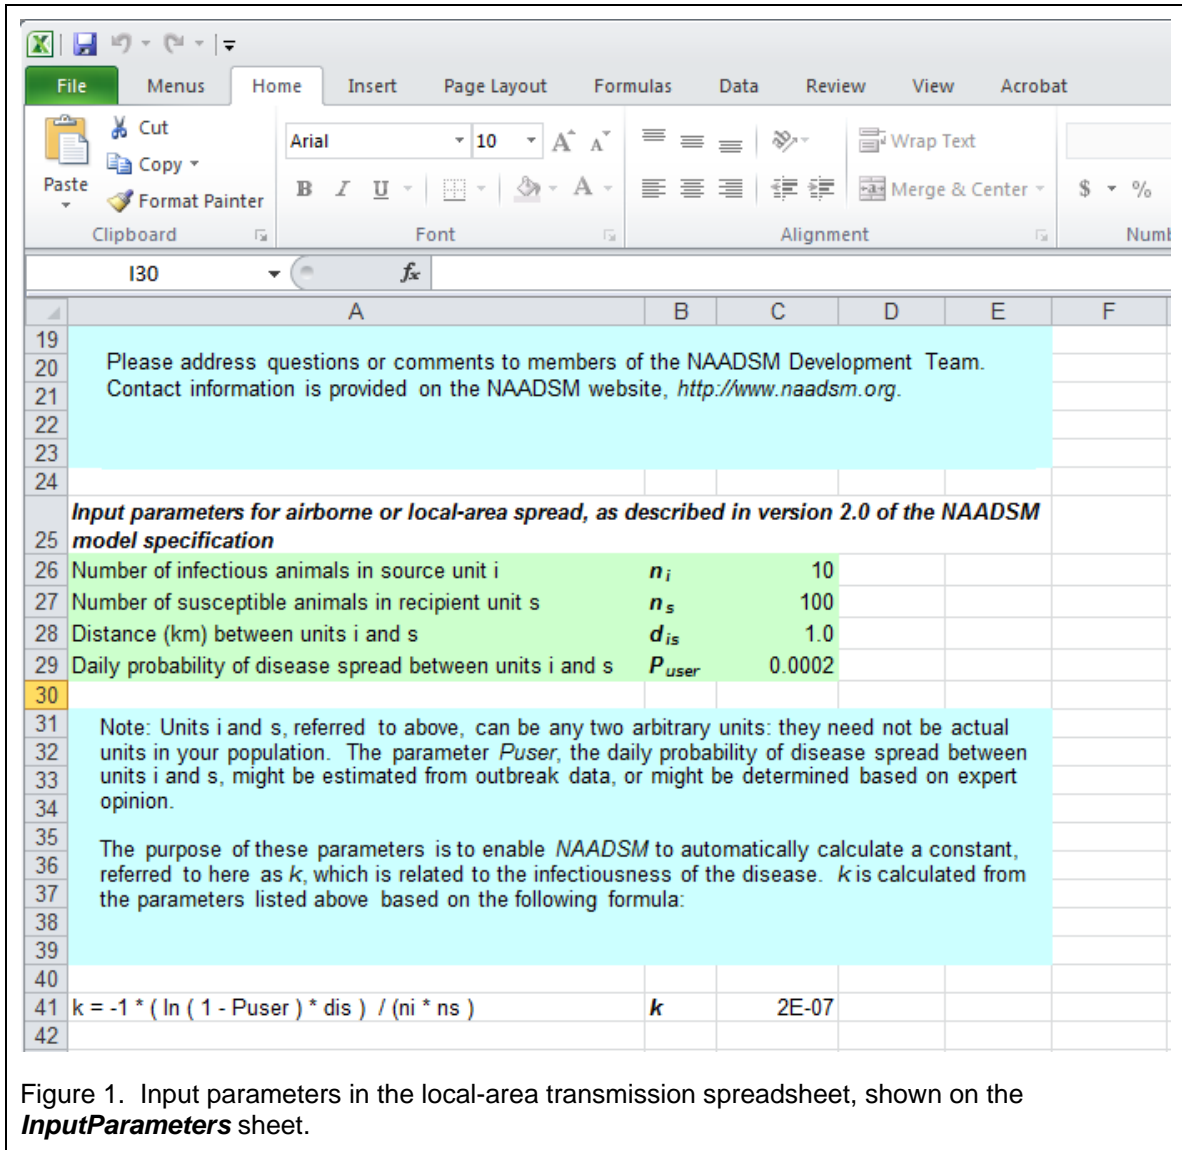 File Menus Home Insert Page Layout Formulas Data Review View Acrobat
Cut
Copy
Paste
Format Painter
Clipboard
Arial 10 A A
B I U A
Font
Wrap Text
Merge & Center
Alignment
$ %
Numb
I30 fx
A B C D E F
19
20 Please address questions or comments to members of the NAADSM Development Team.
21 Contact information is provided on the NAADSM website, http://www.naadsm.org.
22
23
24
Input parameters for airborne or local-area spread, as described in version 2.0 of the NAADSM
25 model specification
26 Number of infectious animals in source unit i n i 10
27 Number of susceptible animals in recipient unit s n s 100
28 Distance (km) between units i and s d is 1.0
29 Daily probability of disease spread between units i and s P user 0.0002
30
31 Note: Units i and s, referred to above, can be any two arbitrary units: they need not be actual
32 units in your population. The parameter Puser, the daily probability of disease spread between
33 units i and s, might be estimated from outbreak data, or might be determined based on expert
34 opinion.
35 The purpose of these parameters is to enable NAADSM to automatically calculate a constant,
36 referred to here as k, which is related to the infectiousness of the disease. k is calculated from
37 the parameters listed above based on the following formula:
38
39
40
41 k = -1 * ( ln ( 1 - Puser ) * dis ) / (ni * ns ) k 2E-07
42
Figure 1. Input parameters in the local-area transmission spreadsheet, shown on the
InputParameters sheet.